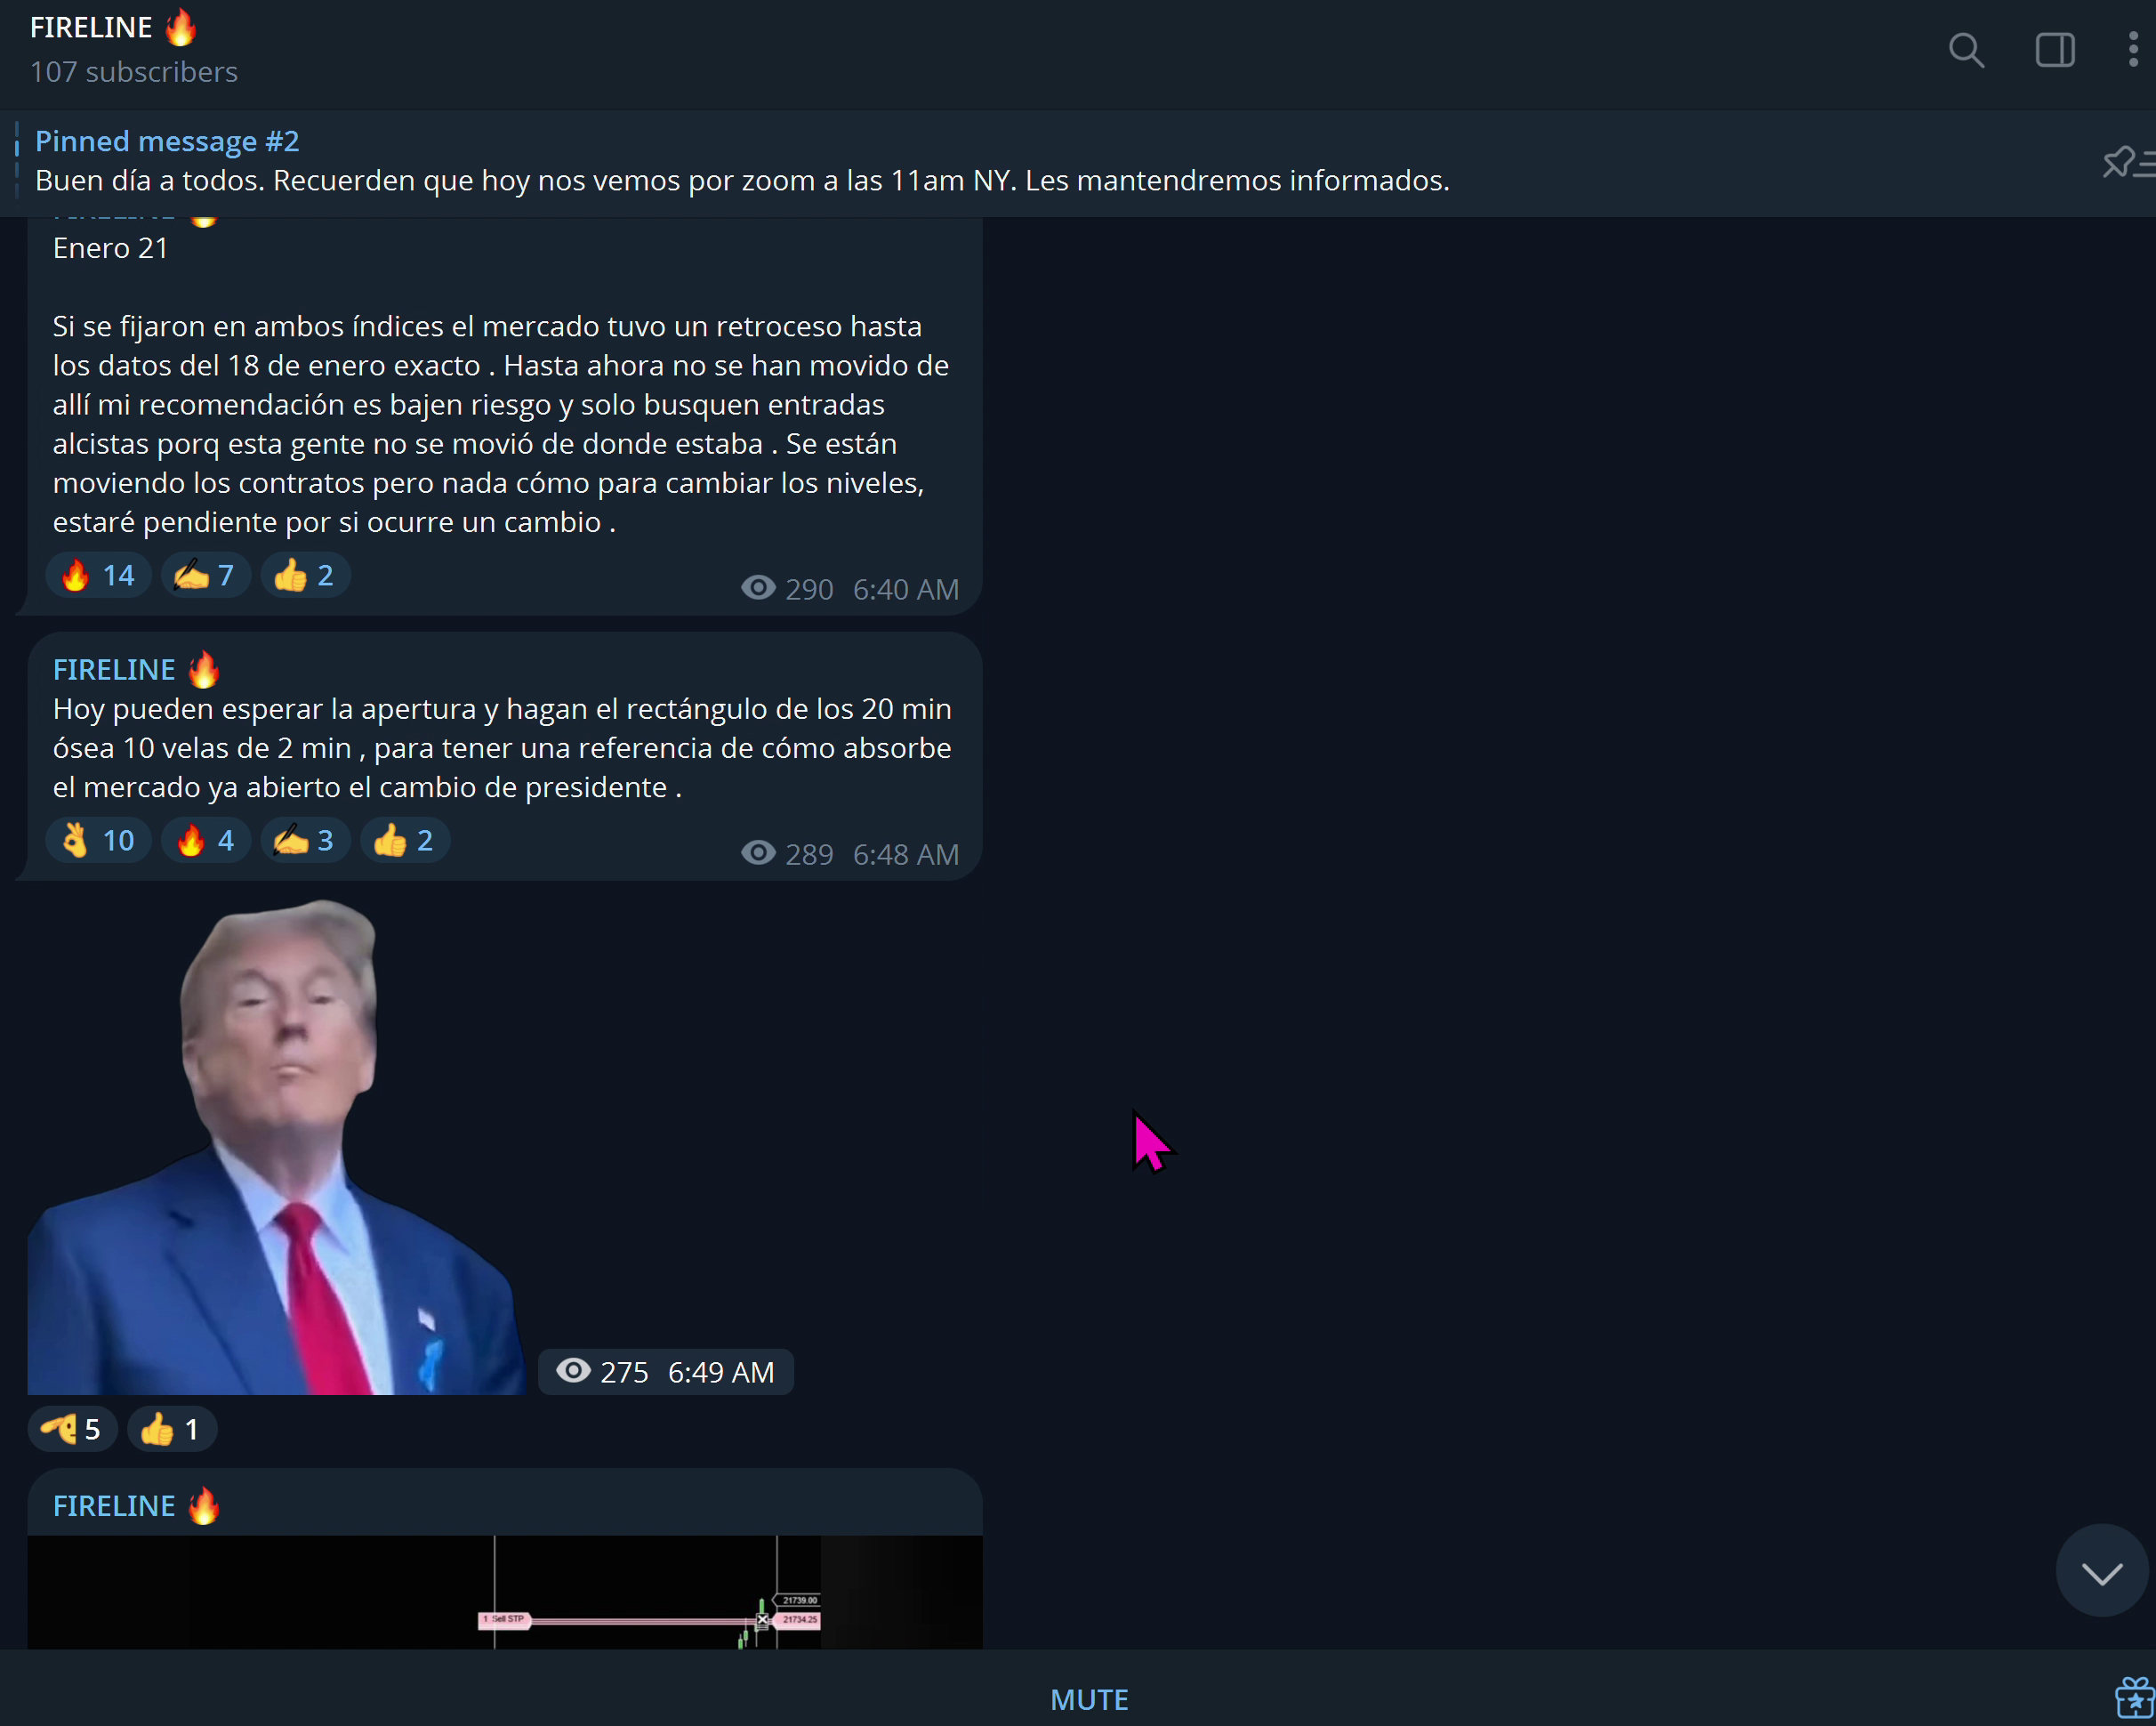 FIRELINE 🔥
107 subscribers
Pinned message #2
Buen día a todos. Recuerden que hoy nos vemos por zoom a las 11am NY. Les mantendremos informados.
Enero 21
Si se fijaron en ambos índices el mercado tuvo un retroceso hasta
los datos del 18 de enero exacto . Hasta ahora no se han movido de
allí mi recomendación es bajen riesgo y solo busquen entradas
alcistas porq esta gente no se movió de donde estaba . Se están
moviendo los contratos pero nada cómo para cambiar los niveles,
estaré pendiente por si ocurre un cambio .
14 7 2
290 6:40 AM
FIRELINE 🔥
Hoy pueden esperar la apertura y hagan el rectángulo de los 20 min
ósea 10 velas de 2 min , para tener una referencia de cómo absorbe
el mercado ya abierto el cambio de presidente .
10 4 3 2
289 6:48 AM
275 6:49 AM
5 1
FIRELINE 🔥
21739.00
1 Sell STP
21734.25
MUTE